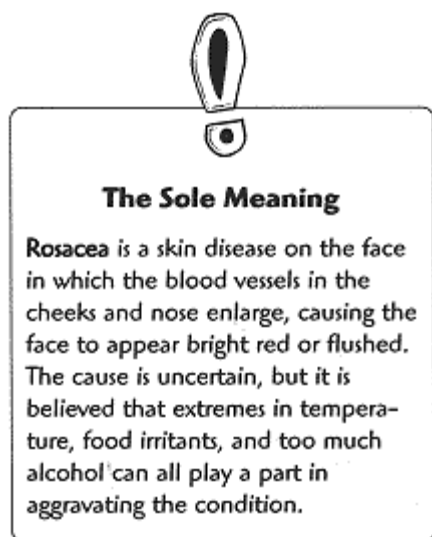 The Sole Meaning
Rosacea is a skin disease on the face
in which the blood vessels in the
cheeks and nose enlarge, causing the
face to appear bright red or flushed.
The cause is uncertain, but it is
believed that extremes in tempera-
ture, food irritants, and too much
alcohol can all play a part in
aggravating the condition.